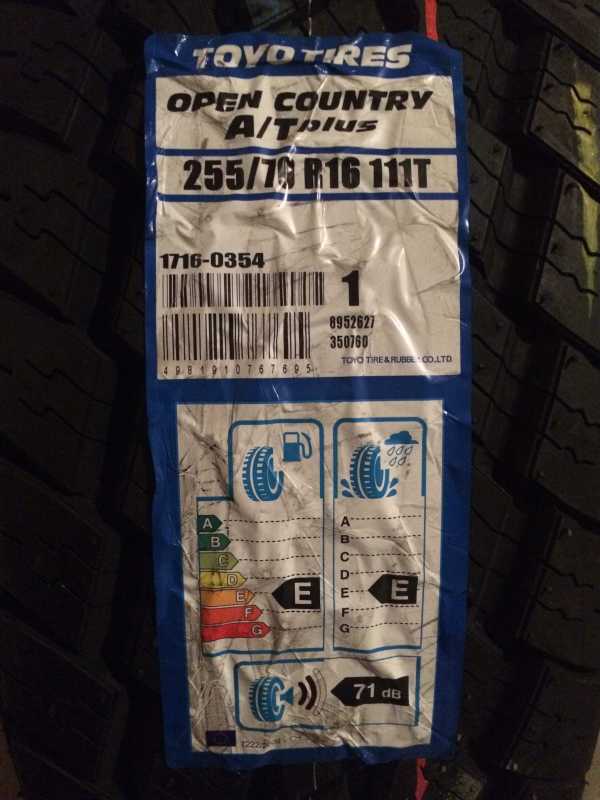 TOYO TIRES
OPEN COUNTRY
A/Tplus
255/70 R16 111T
1716-0354
1
8952627
350760
4981910767695
TOYO TIRE & RUBBER CO.,LTD.
A
B
C
D
E
F
G
E
A
B
C
D
E
F
G
E
71 dB